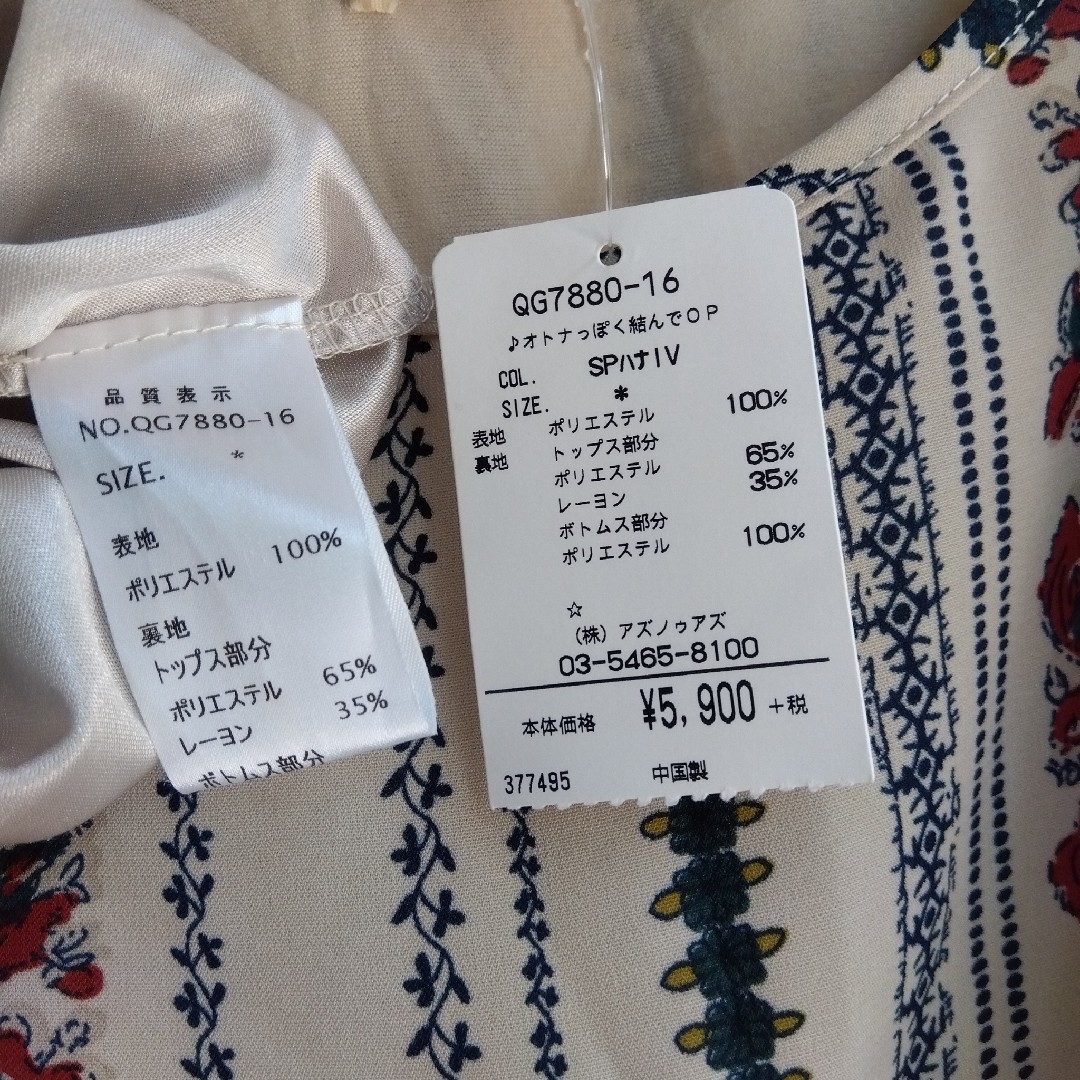 品質表示
NO.QG7880-16
SIZE. *
表地
ポリエステル 100%
裏地
トップス部分
ポリエステル 65%
レーヨン 35%
ボトムス部分
QG7880-16
♪オトナっぽく結んでOP
COL. SPハナIV
SIZE. *
表地 ポリエステル 100%
裏地 トップス部分
ポリエステル 65%
レーヨン 35%
ボトムス部分
ポリエステル 100%
☆
(株) アズノゥアズ
03-5465-8100
本体価格 ¥5,900 +税
377495 中国製